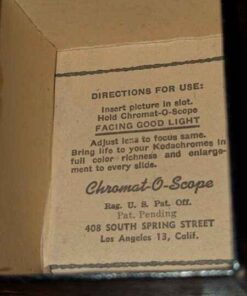 DIRECTIONS FOR USE:
Insert picture in slot.
Hold Chromat-O-Scope
FACING GOOD LIGHT
Adjust lens to focus same.
Bring life to your Kodachromes in
full color richness and enlarge-
ment to every slide.
Chromat-O-Scope
Reg. U. S. Pat. Off.
Pat. Pending
408 SOUTH SPRING STREET
Los Angeles 13, Calif.